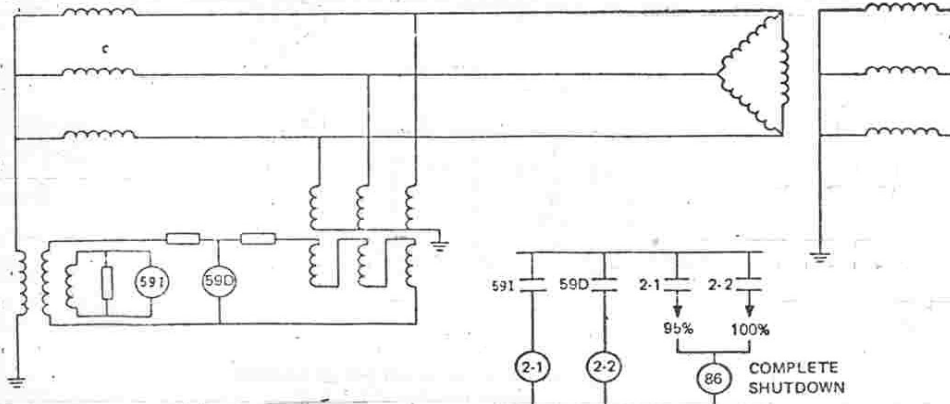 c
59I
59D
59I 59D 2-1 2-2
95% 100%
2-1 2-2 86 COMPLETE
SHUTDOWN